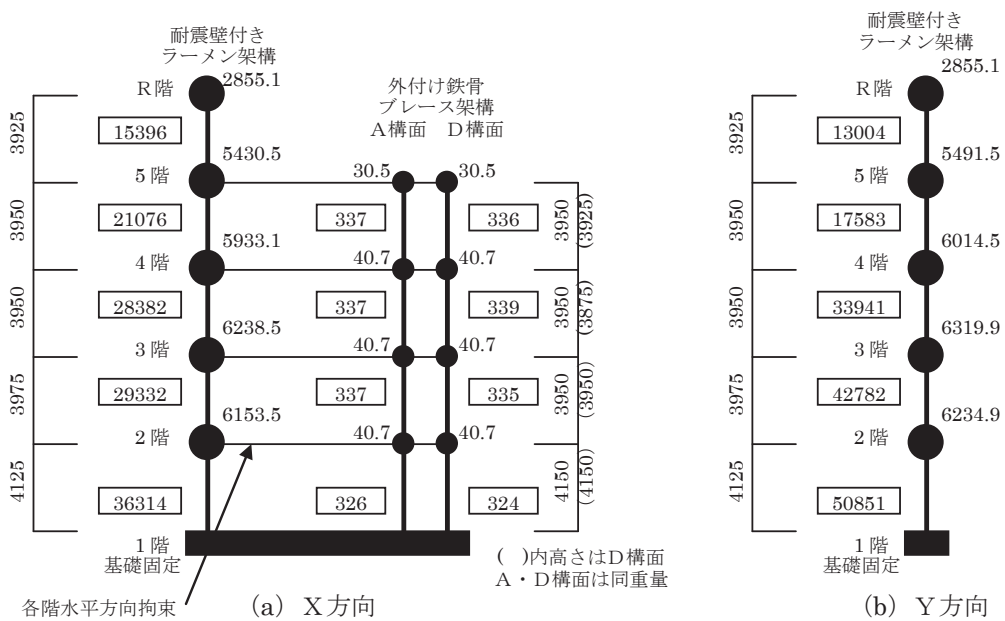 耐震壁付き
ラーメン架構
R階
2855.1
3925
15396
5430.5
5階
3950
21076
5933.1
4階
3950
28382
6238.5
3階
3975
29332
6153.5
2階
4125
36314
1階
基礎固定
各階水平方向拘束
外付け鉄骨
ブレース架構
A構面 D構面
30.5 30.5
337 336
3950
(3925)
40.7 40.7
337 339
3950
(3875)
40.7 40.7
337 335
3950
(3950)
40.7 40.7
326 324
4150
(4150)
( )内高さはD構面
A・D構面は同重量
(a) X方向
耐震壁付き
ラーメン架構
2855.1
R階
3925
13004
5491.5
5階
3950
17583
6014.5
4階
3950
33941
6319.9
3階
3975
42782
6234.9
2階
4125
50851
1階
基礎固定
(b) Y方向